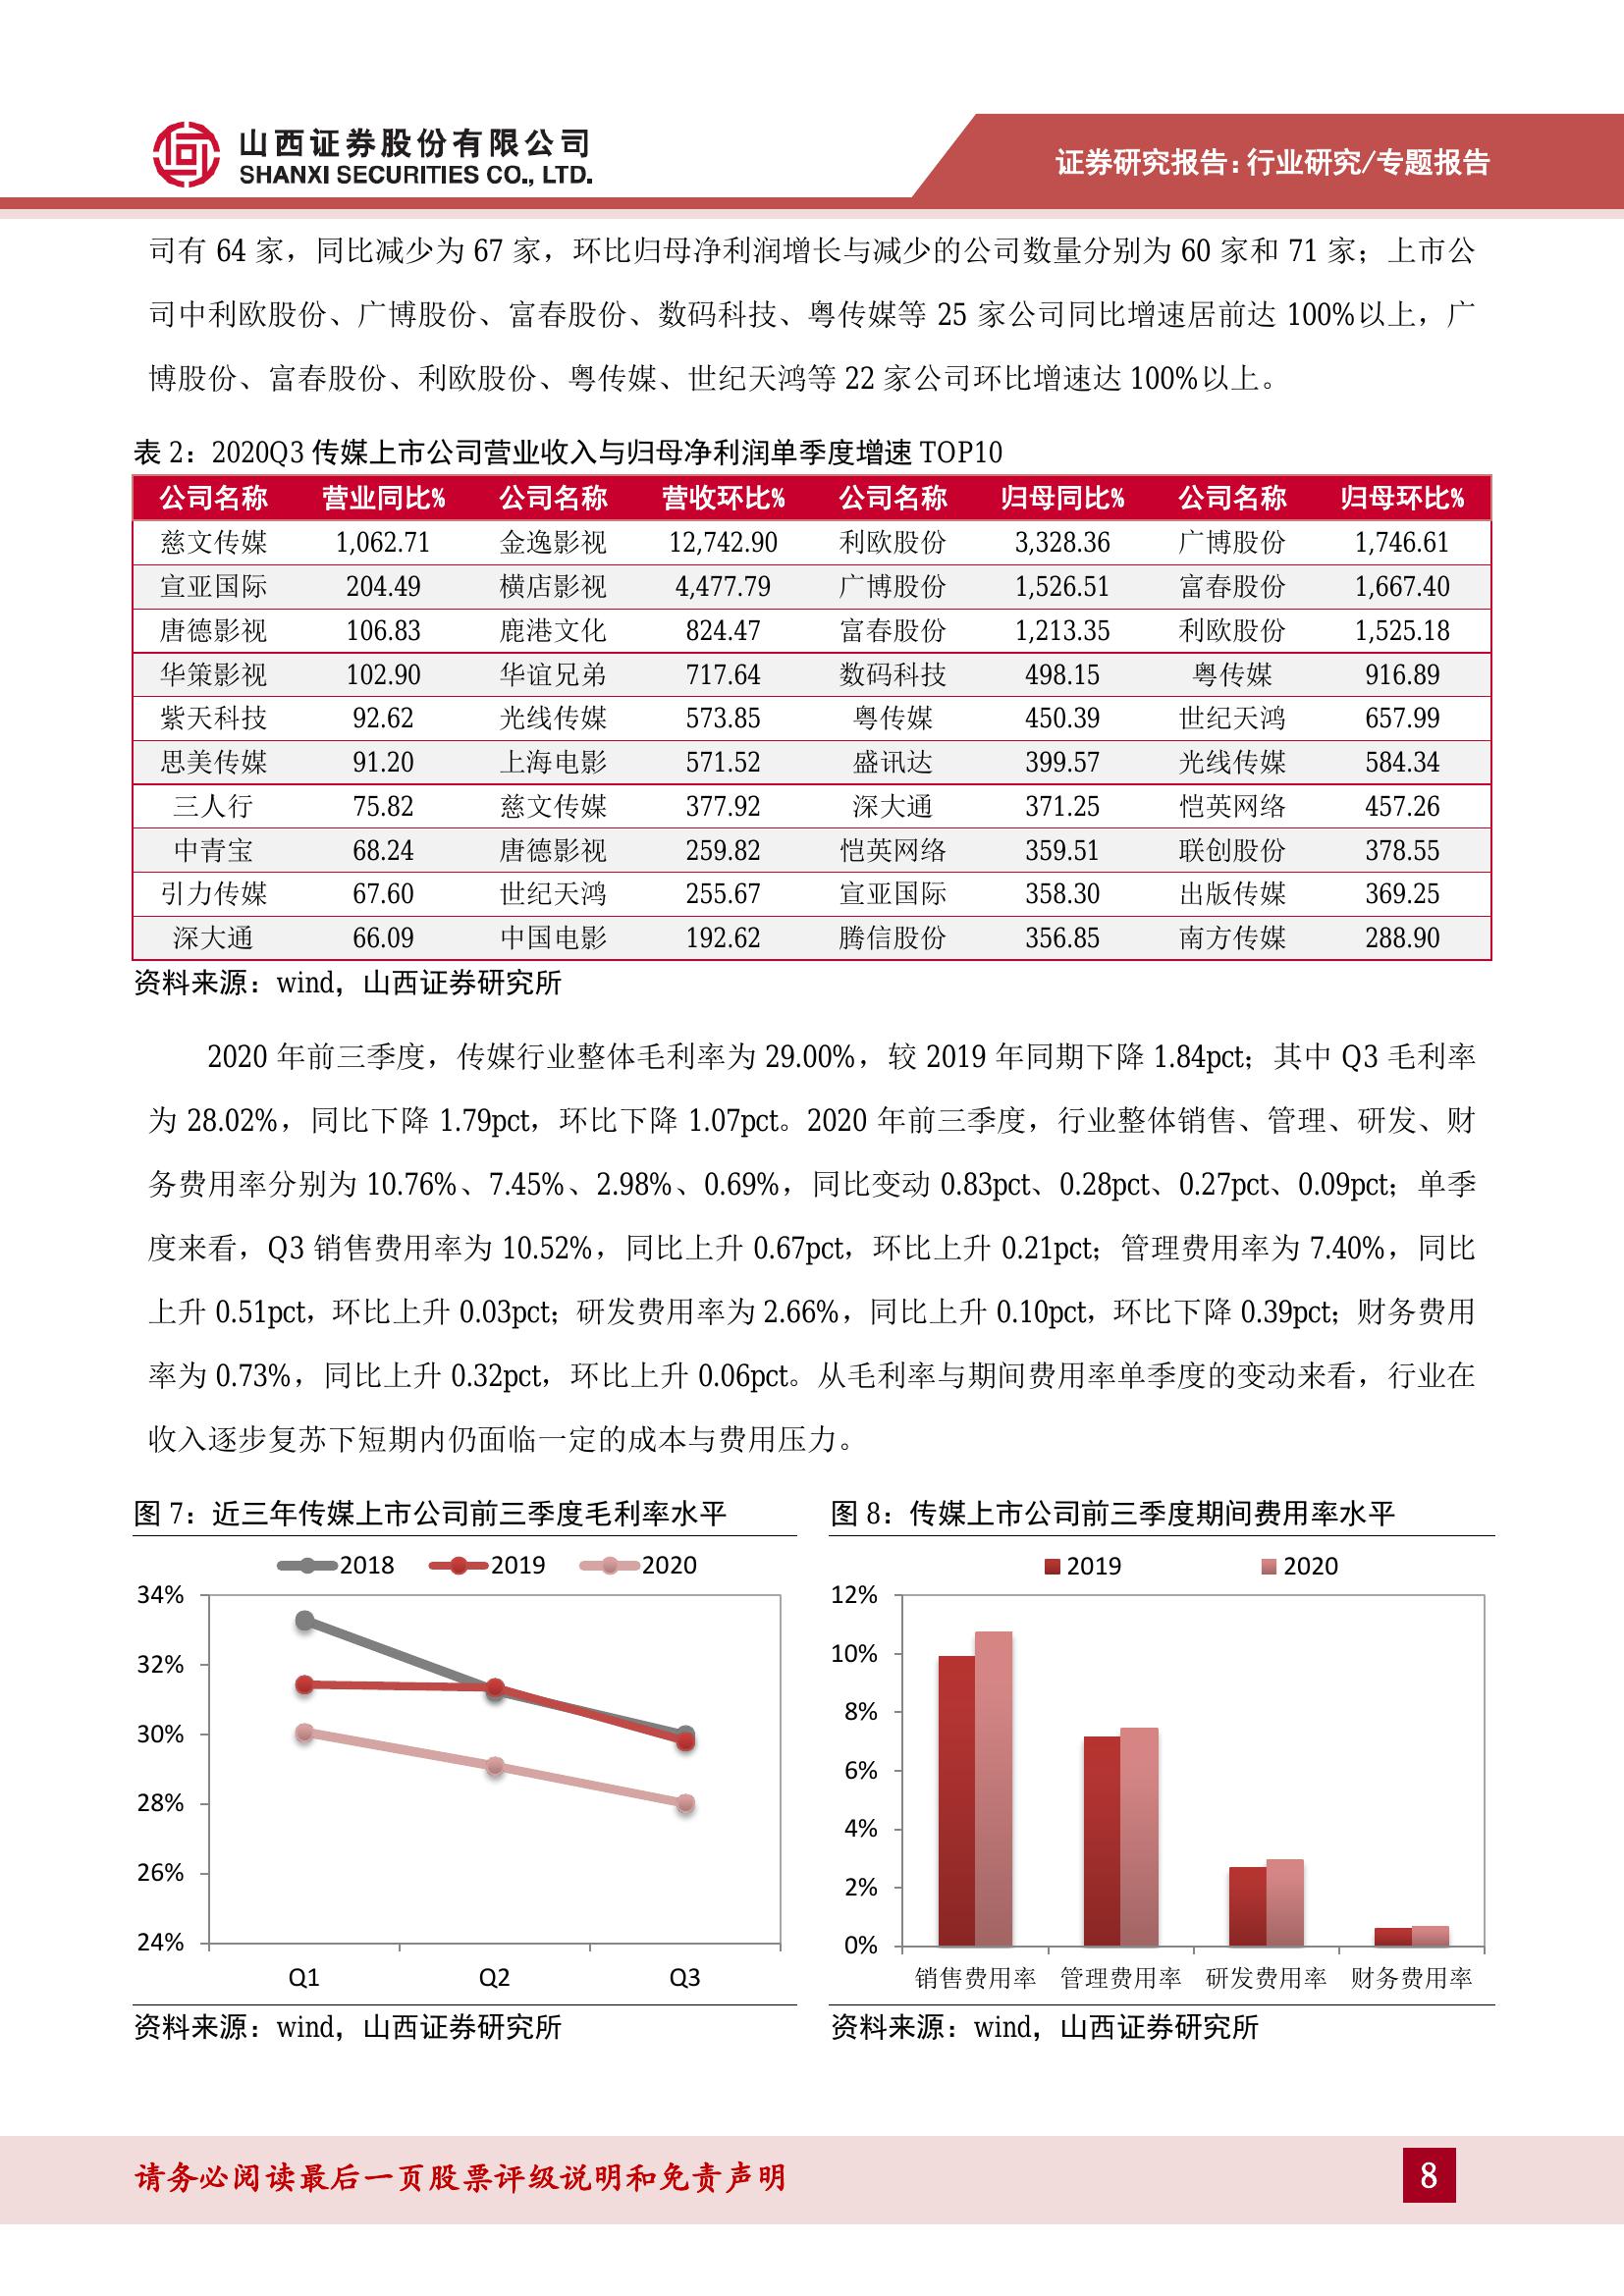 山西证券股份有限公司
SHANXI SECURITIES CO., LTD.
证券研究报告:行业研究/专题报告
司有 64 家，同比减少为 67 家，环比归母净利润增长与减少的公司数量分别为 60 家和 71 家；上市公
司中利欧股份、广博股份、富春股份、数码科技、粤传媒等 25 家公司同比增速居前达 100%以上，广
博股份、富春股份、利欧股份、粤传媒、世纪天鸿等 22 家公司环比增速达 100%以上。
表 2：2020Q3 传媒上市公司营业收入与归母净利润单季度增速 TOP10
公司名称 营业同比% 公司名称 营收环比% 公司名称 归母同比% 公司名称 归母环比%
慈文传媒 1,062.71 金逸影视 12,742.90 利欧股份 3,328.36 广博股份 1,746.61
宣亚国际 204.49 横店影视 4,477.79 广博股份 1,526.51 富春股份 1,667.40
唐德影视 106.83 鹿港文化 824.47 富春股份 1,213.35 利欧股份 1,525.18
华策影视 102.90 华谊兄弟 717.64 数码科技 498.15 粤传媒 916.89
紫天科技 92.62 光线传媒 573.85 粤传媒 450.39 世纪天鸿 657.99
思美传媒 91.20 上海电影 571.52 盛讯达 399.57 光线传媒 584.34
三人行 75.82 慈文传媒 377.92 深大通 371.25 恺英网络 457.26
中青宝 68.24 唐德影视 259.82 恺英网络 359.51 联创股份 378.55
引力传媒 67.60 世纪天鸿 255.67 宣亚国际 358.30 出版传媒 369.25
深大通 66.09 中国电影 192.62 腾信股份 356.85 南方传媒 288.90
资料来源：wind，山西证券研究所
2020 年前三季度，传媒行业整体毛利率为 29.00%，较 2019 年同期下降 1.84pct；其中 Q3 毛利率
为 28.02%，同比下降 1.79pct，环比下降 1.07pct。2020 年前三季度，行业整体销售、管理、研发、财
务费用率分别为 10.76%、7.45%、2.98%、0.69%，同比变动 0.83pct、0.28pct、0.27pct、0.09pct；单季
度来看，Q3 销售费用率为 10.52%，同比上升 0.67pct，环比上升 0.21pct；管理费用率为 7.40%，同比
上升 0.51pct，环比上升 0.03pct；研发费用率为 2.66%，同比上升 0.10pct，环比下降 0.39pct；财务费用
率为 0.73%，同比上升 0.32pct，环比上升 0.06pct。从毛利率与期间费用率单季度的变动来看，行业在
收入逐步复苏下短期内仍面临一定的成本与费用压力。
图 7：近三年传媒上市公司前三季度毛利率水平
2018 2019 2020
34%
32%
30%
28%
26%
24%
Q1 Q2 Q3
资料来源：wind，山西证券研究所
图 8：传媒上市公司前三季度期间费用率水平
2019 2020
12%
10%
8%
6%
4%
2%
0%
销售费用率 管理费用率 研发费用率 财务费用率
资料来源：wind，山西证券研究所
请务必阅读最后一页股票评级说明和免责声明
8